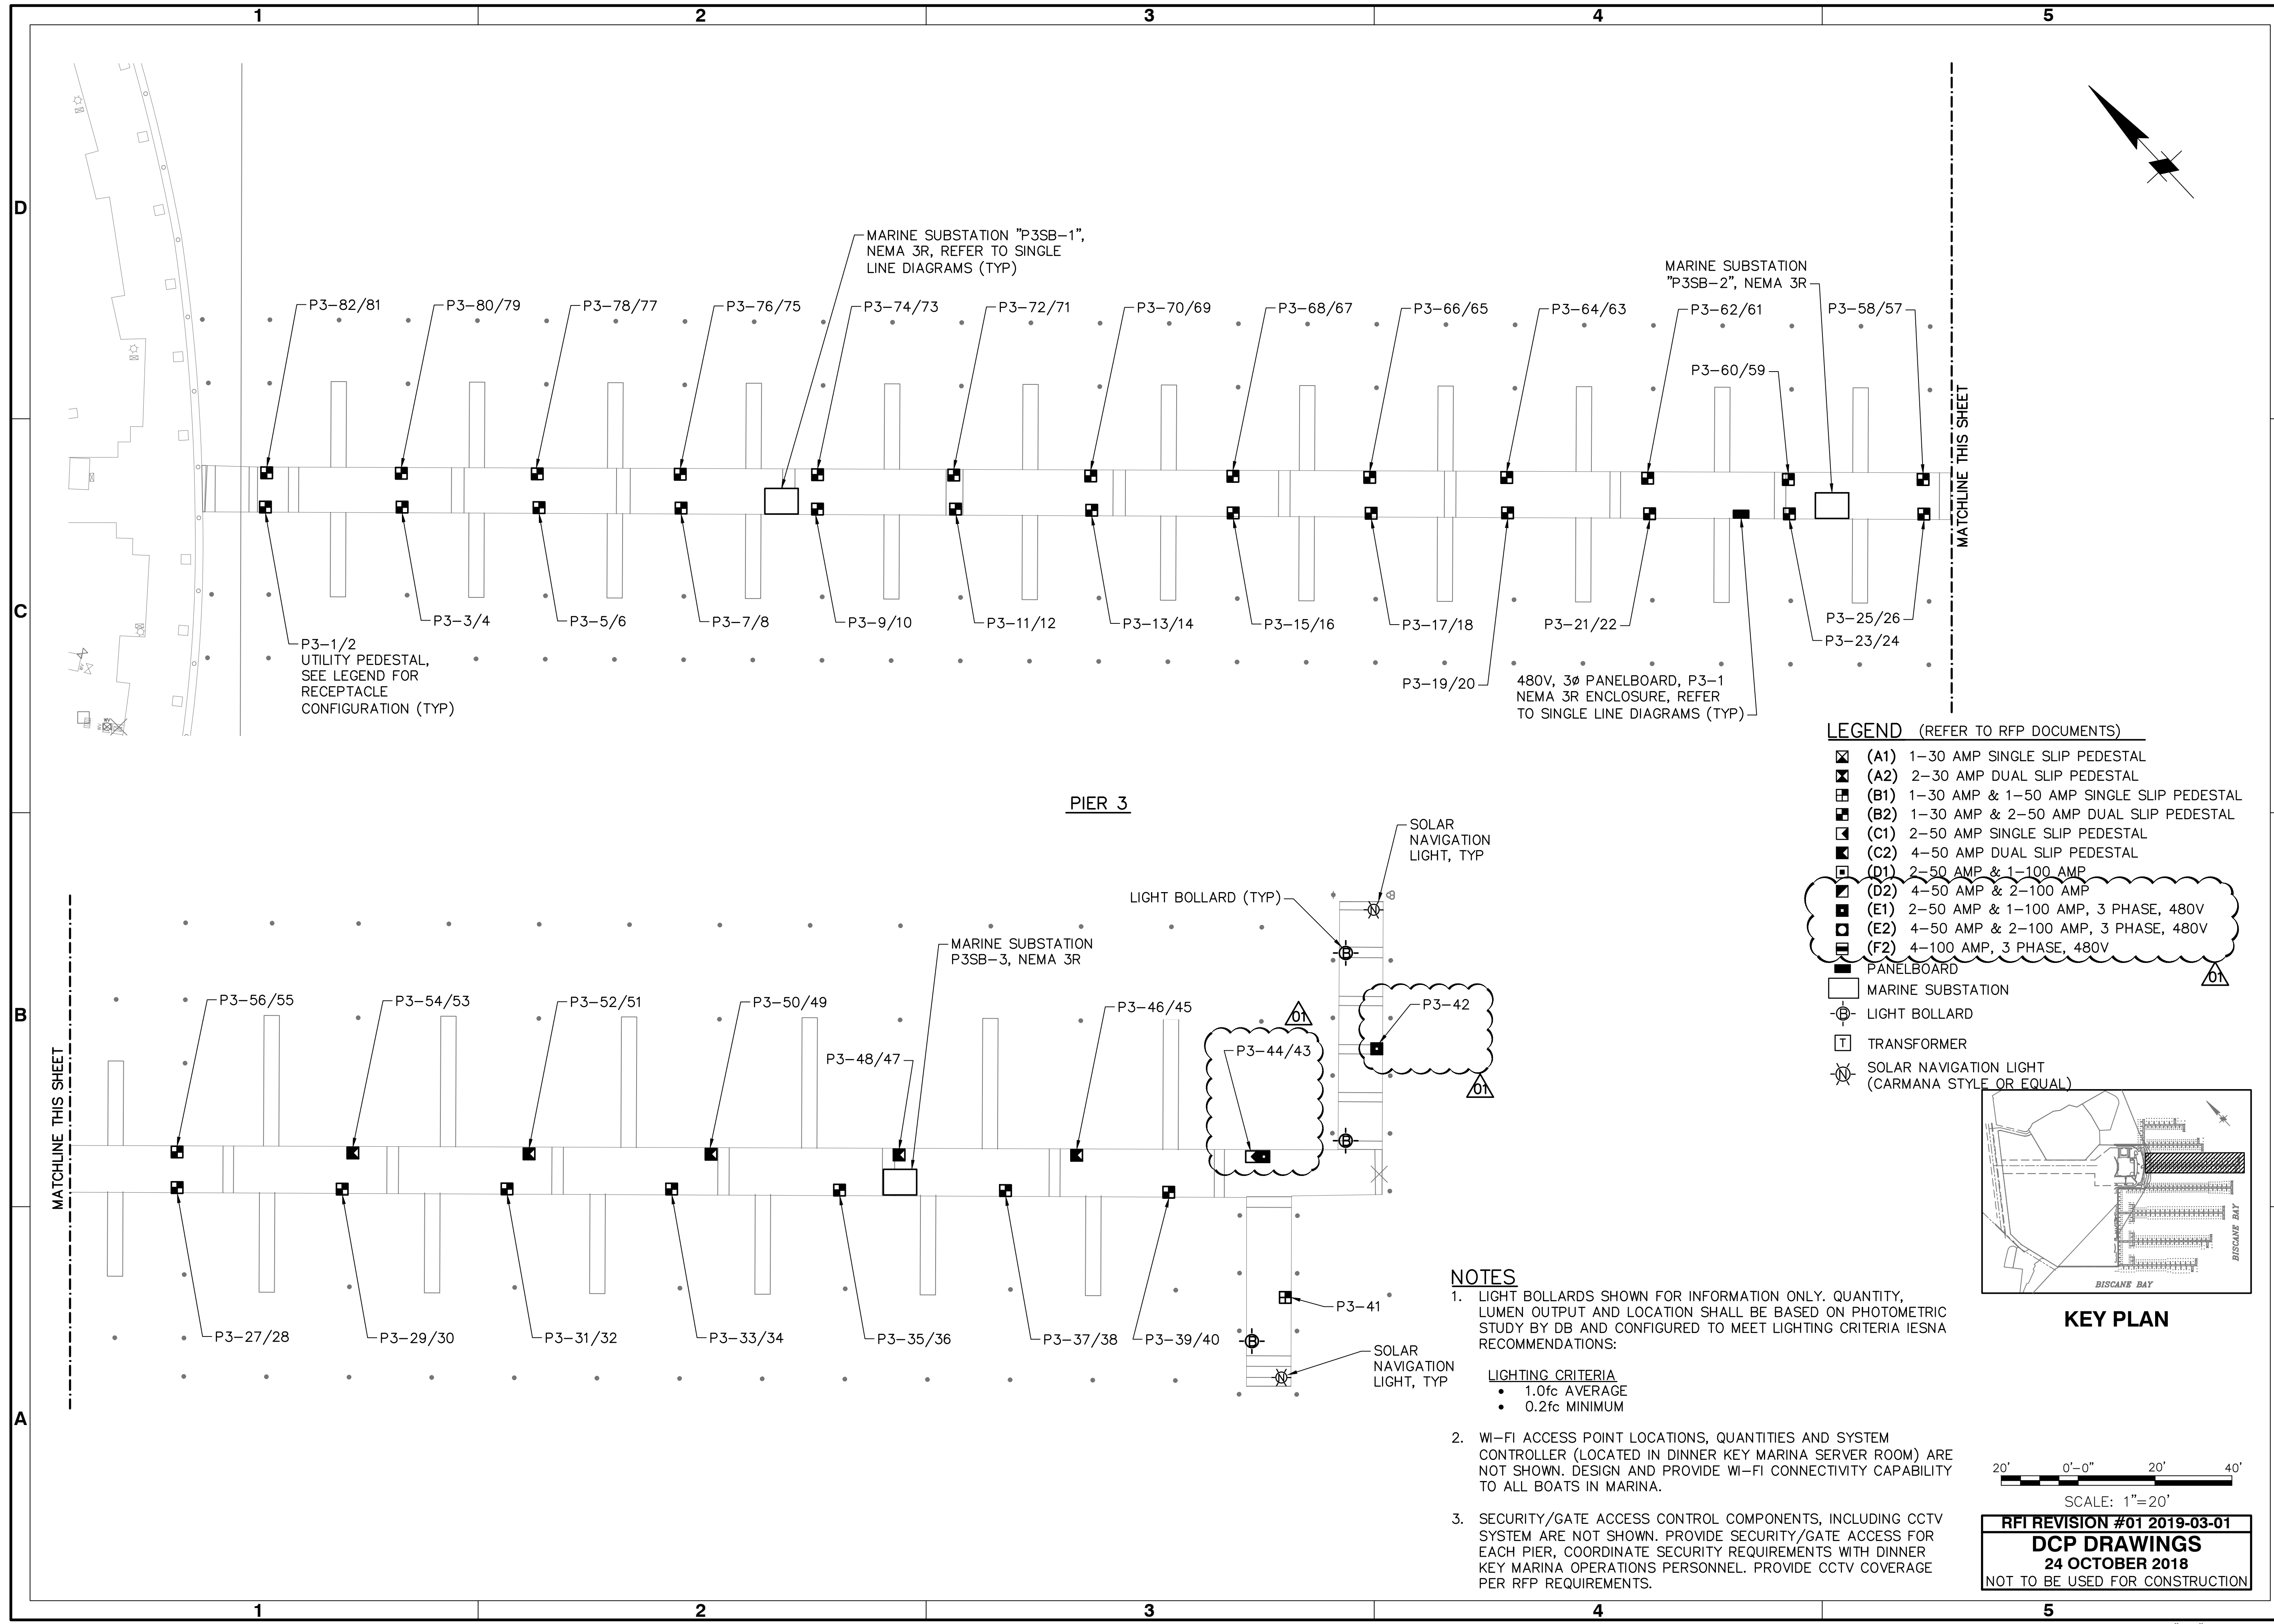 1 2 3 4 5
D
C
B
A
MARINE SUBSTATION "P3SB-1",
NEMA 3R, REFER TO SINGLE
LINE DIAGRAMS (TYP)
MARINE SUBSTATION
"P3SB-2", NEMA 3R
P3-82/81
P3-80/79
P3-78/77
P3-76/75
P3-74/73
P3-72/71
P3-70/69
P3-68/67
P3-66/65
P3-64/63
P3-62/61
P3-58/57
P3-60/59
MATCHLINE THIS SHEET
P3-1/2
UTILITY PEDESTAL,
SEE LEGEND FOR
RECEPTACLE
CONFIGURATION (TYP)
P3-3/4
P3-5/6
P3-7/8
P3-9/10
P3-11/12
P3-13/14
P3-15/16
P3-17/18
P3-19/20
P3-21/22
P3-25/26
P3-23/24
480V, 3ø PANELBOARD, P3-1
NEMA 3R ENCLOSURE, REFER
TO SINGLE LINE DIAGRAMS (TYP)
LEGEND (REFER TO RFP DOCUMENTS)
(A1) 1-30 AMP SINGLE SLIP PEDESTAL
(A2) 2-30 AMP DUAL SLIP PEDESTAL
(B1) 1-30 AMP & 1-50 AMP SINGLE SLIP PEDESTAL
(B2) 1-30 AMP & 2-50 AMP DUAL SLIP PEDESTAL
(C1) 2-50 AMP SINGLE SLIP PEDESTAL
(C2) 4-50 AMP DUAL SLIP PEDESTAL
(D1) 2-50 AMP & 1-100 AMP
(D2) 4-50 AMP & 2-100 AMP
(E1) 2-50 AMP & 1-100 AMP, 3 PHASE, 480V
(E2) 4-50 AMP & 2-100 AMP, 3 PHASE, 480V
(F2) 4-100 AMP, 3 PHASE, 480V
01
PANELBOARD
MARINE SUBSTATION
B LIGHT BOLLARD
T TRANSFORMER
N SOLAR NAVIGATION LIGHT
(CARMANA STYLE OR EQUAL)
PIER 3
SOLAR
NAVIGATION
LIGHT, TYP
LIGHT BOLLARD (TYP)
N
B
MARINE SUBSTATION
P3SB-3, NEMA 3R
P3-56/55
P3-54/53
P3-52/51
P3-50/49
P3-48/47
P3-46/45
01
P3-44/43
P3-42
01
B
MATCHLINE THIS SHEET
P3-27/28
P3-29/30
P3-31/32
P3-33/34
P3-35/36
P3-37/38
P3-39/40
P3-41
B
N
SOLAR
NAVIGATION
LIGHT, TYP
NOTES
1. LIGHT BOLLARDS SHOWN FOR INFORMATION ONLY. QUANTITY,
LUMEN OUTPUT AND LOCATION SHALL BE BASED ON PHOTOMETRIC
STUDY BY DB AND CONFIGURED TO MEET LIGHTING CRITERIA IESNA
RECOMMENDATIONS:
LIGHTING CRITERIA
• 1.0fc AVERAGE
• 0.2fc MINIMUM
2. WI-FI ACCESS POINT LOCATIONS, QUANTITIES AND SYSTEM
CONTROLLER (LOCATED IN DINNER KEY MARINA SERVER ROOM) ARE
NOT SHOWN. DESIGN AND PROVIDE WI-FI CONNECTIVITY CAPABILITY
TO ALL BOATS IN MARINA.
3. SECURITY/GATE ACCESS CONTROL COMPONENTS, INCLUDING CCTV
SYSTEM ARE NOT SHOWN. PROVIDE SECURITY/GATE ACCESS FOR
EACH PIER, COORDINATE SECURITY REQUIREMENTS WITH DINNER
KEY MARINA OPERATIONS PERSONNEL. PROVIDE CCTV COVERAGE
PER RFP REQUIREMENTS.
BISCANE BAY
BISCANE BAY
KEY PLAN
20' 0'-0" 20' 40'
SCALE: 1"=20'
RFI REVISION #01 2019-03-01
DCP DRAWINGS
24 OCTOBER 2018
NOT TO BE USED FOR CONSTRUCTION
1 2 3 4 5